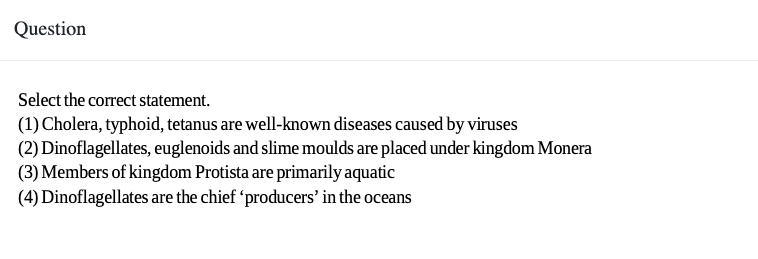 Question
Select the correct statement.
(1) Cholera, typhoid, tetanus are well-known diseases caused by viruses
(2) Dinoflagellates, euglenoids and slime moulds are placed under kingdom Monera
(3) Members of kingdom Protista are primarily aquatic
(4) Dinoflagellates are the chief ‘producers’ in the oceans